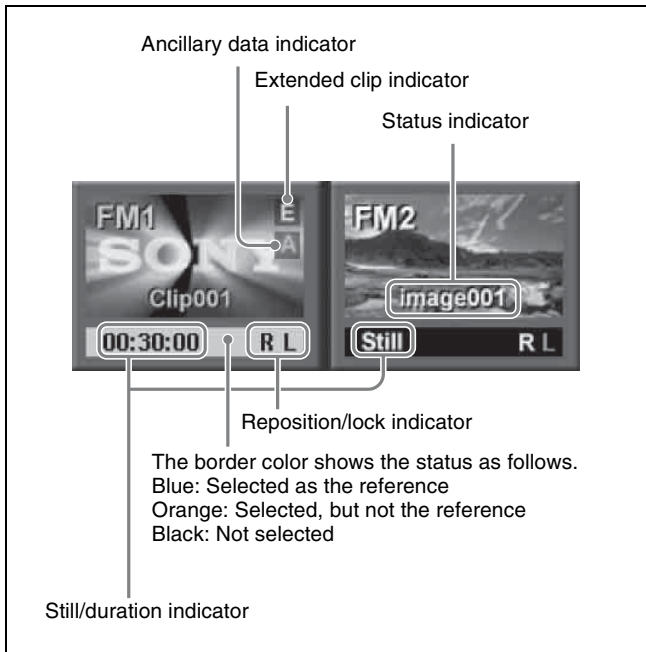 Ancillary data indicator
Extended clip indicator
Status indicator
FM1
E
FM2
SONY
A
Clip001
image001
00:30:00
R L
Still
R L
Reposition/lock indicator
The border color shows the status as follows.
Blue: Selected as the reference
Orange: Selected, but not the reference
Black: Not selected
Still/duration indicator